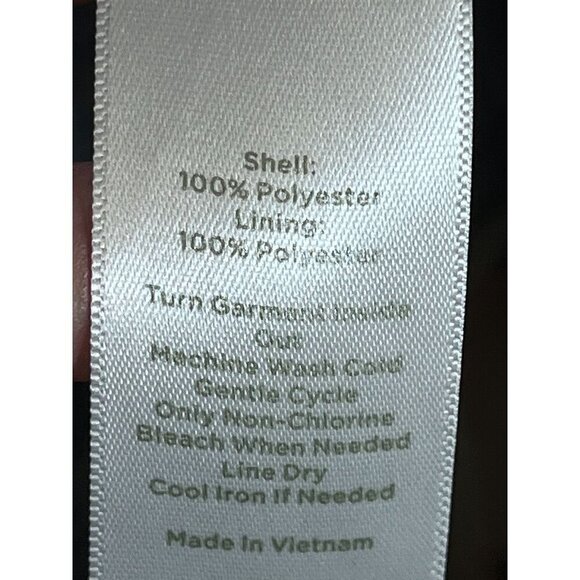 Shell:
100% Polyester
Lining:
100% Polyester
Turn Garment Inside
Out
Machine Wash Cold
Gentle Cycle
Only Non-Chlorine
Bleach When Needed
Line Dry
Cool Iron If Needed
Made In Vietnam